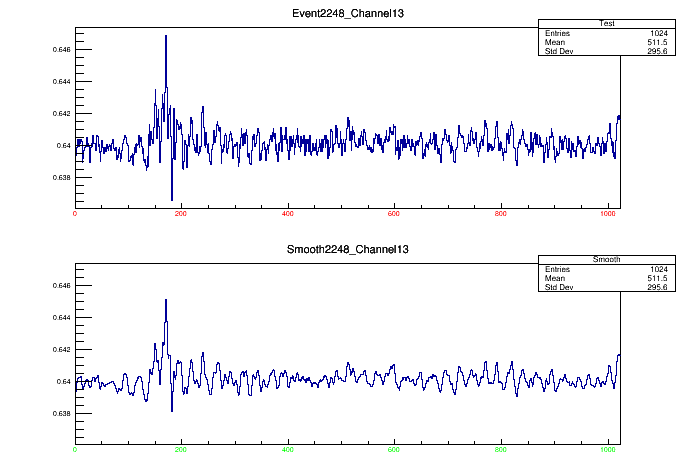 Event2248_Channel13
Test
Entries 1024
Mean 511.5
Std Dev 295.6
0.646
0.644
0.642
0.64
0.638
0 200 400 600 800 1000
Smooth2248_Channel13
Smooth
Entries 1024
Mean 511.5
Std Dev 295.6
0.646
0.644
0.642
0.64
0.638
0 200 400 600 800 1000